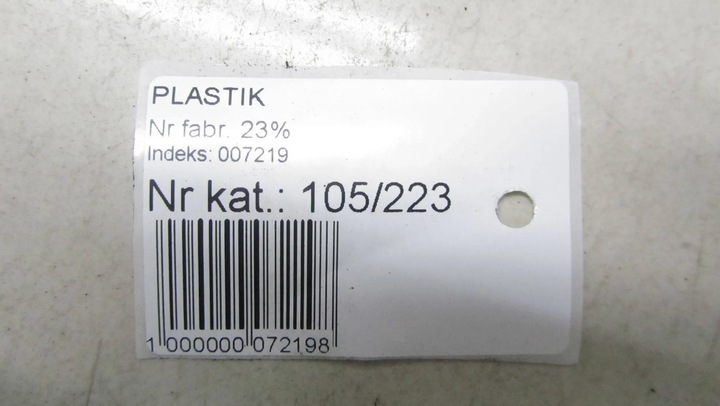 PLASTIK
Nr fabr. 23%
Indeks: 007219
Nr kat.: 105/223
1 000000 072198